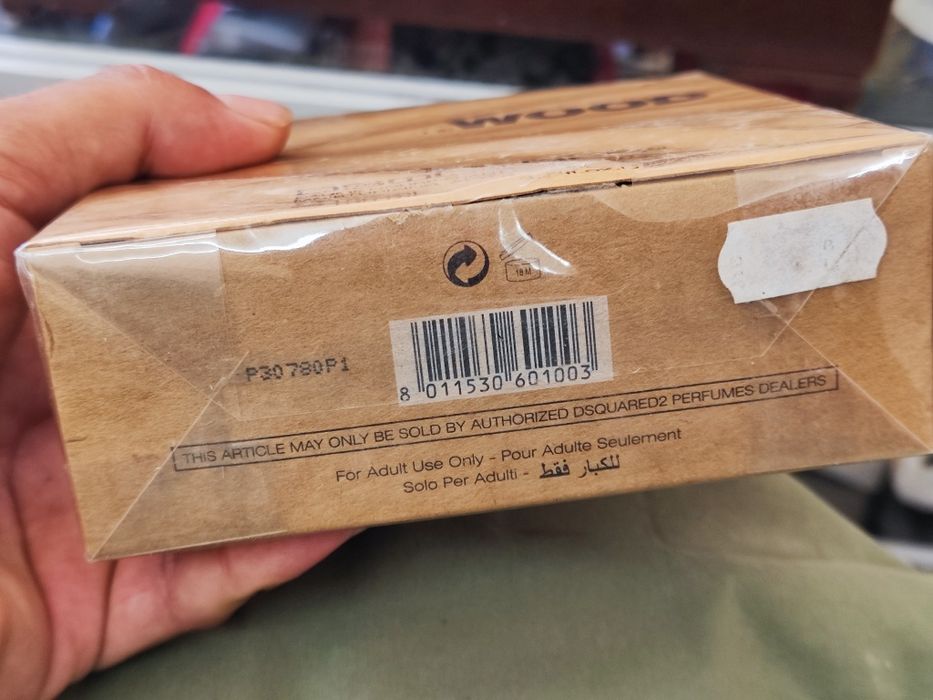 WOOD
18 M
P30780P1
8 011530 601003
THIS ARTICLE MAY ONLY BE SOLD BY AUTHORIZED DSQUARED2 PERFUMES DEALERS
For Adult Use Only - Pour Adulte Seulement
Solo Per Adulti - للكبار فقط